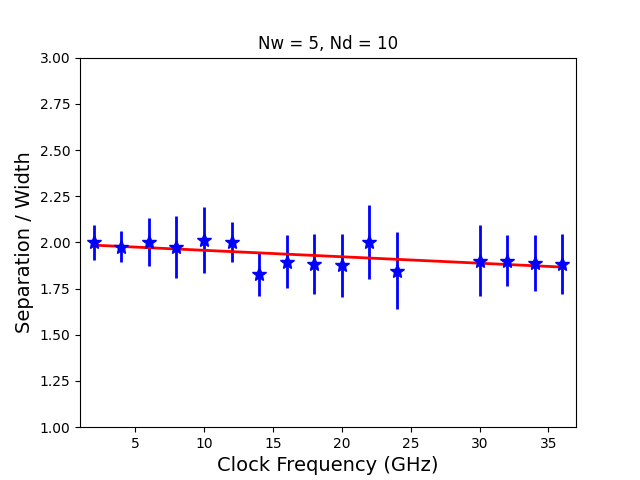 Nw = 5, Nd = 10
3.00
2.75
2.50
2.25
2.00
1.75
1.50
1.25
1.00
Separation / Width
5 10 15 20 25 30 35
Clock Frequency (GHz)